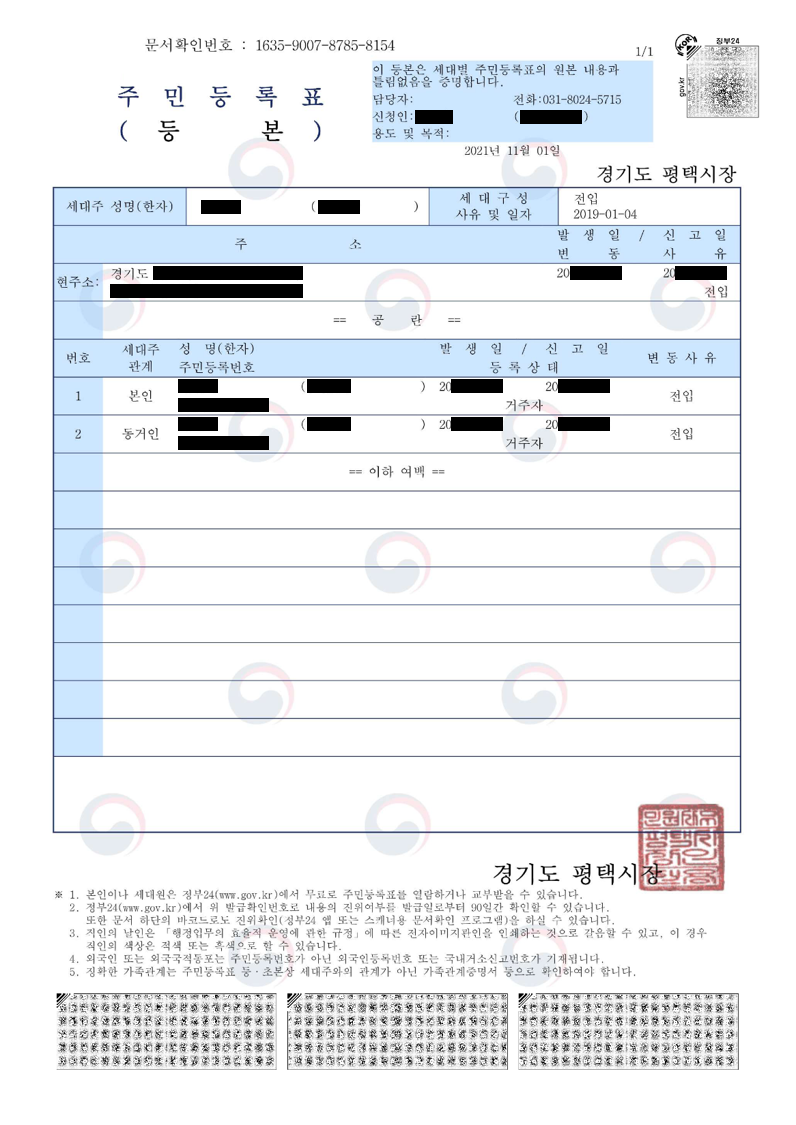 문서확인번호 : 1635-9007-8785-8154
1/1
정부24
KOR
gov.kr
주 민 등 록 표
( 등 본 )
이 등본은 세대별 주민등록표의 원본 내용과
틀림없음을 증명합니다.
담당자: 전화:031-8024-5715
신청인: ( )
용도 및 목적:
2021년 11월 01일
경기도 평택시장
세대주 성명(한자) ( ) 세 대 구 성
사유 및 일자
전입
2019-01-04
주 소
발 생 일 / 신 고 일
변 동 사 유
현주소: 경기도 20 20
전입
== 공 란 ==
번호 세대주
관계
성 명(한자)
주민등록번호
발 생 일 / 신 고 일
등 록 상 태
변 동 사 유
1 본인 ( ) 20 20
거주자
전입
2 동거인 ( ) 20 20
거주자
전입
== 이하 여백 ==
경기도 평택시장
※ 1. 본인이나 세대원은 정부24(www.gov.kr)에서 무료로 주민등록표를 열람하거나 교부받을 수 있습니다.
2. 정부24(www.gov.kr)에서 위 발급확인번호로 내용의 진위여부를 발급일로부터 90일간 확인할 수 있습니다.
또한 문서 하단의 바코드로도 진위확인(정부24 앱 또는 스캐너용 문서확인 프로그램)을 하실 수 있습니다.
3. 직인의 날인은 「행정업무의 효율적 운영에 관한 규정」에 따른 전자이미지관인을 인쇄하는 것으로 갈음할 수 있고, 이 경우
직인의 색상은 적색 또는 흑색으로 할 수 있습니다.
4. 외국인 또는 외국국적동포는 주민등록번호가 아닌 외국인등록번호 또는 국내거소신고번호가 기재됩니다.
5. 정확한 가족관계는 주민등록표 등·초본상 세대주와의 관계가 아닌 가족관계증명서 등으로 확인하여야 합니다.